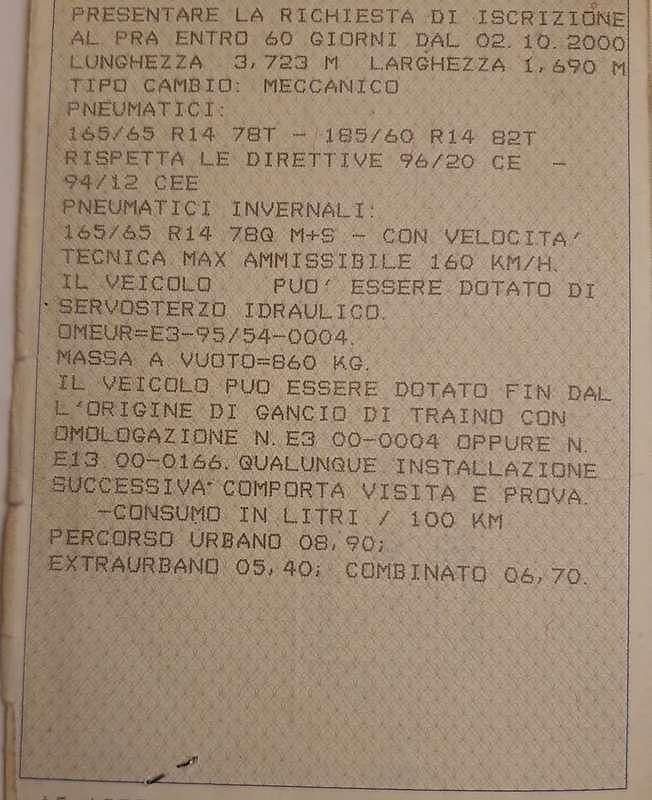 PRESENTARE LA RICHIESTA DI ISCRIZIONE
AL PRA ENTRO 60 GIORNI DAL 02.10.2000
LUNGHEZZA 3,723 M LARGHEZZA 1,690 M
TIPO CAMBIO: MECCANICO
PNEUMATICI:
165/65 R14 78T - 185/60 R14 82T
RISPETTA LE DIRETTIVE 96/20 CE -
94/12 CEE
PNEUMATICI INVERNALI:
165/65 R14 78Q M+S - CON VELOCITA'
TECNICA MAX AMMISSIBILE 160 KM/H.
IL VEICOLO PUO' ESSERE DOTATO DI
SERVOSTERZO IDRAULICO.
OMEUR=E3-95/54-0004.
MASSA A VUOTO=860 KG.
IL VEICOLO PUO ESSERE DOTATO FIN DAL
L'ORIGINE DI GANCIO DI TRAINO CON
OMOLOGAZIONE N.E3 00-0004 OPPURE N.
E13 00-0166.QUALUNQUE INSTALLAZIONE
SUCCESSIVA COMPORTA VISITA E PROVA.
-CONSUMO IN LITRI / 100 KM
PERCORSO URBANO 08,90;
EXTRAURBANO 05,40; COMBINATO 06,70.